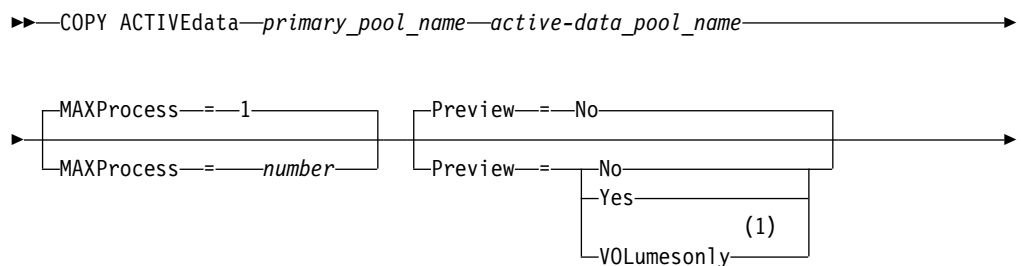 COPY ACTIVEdata primary_pool_name active-data_pool_name
MAXProcess = 1 Preview = No
MAXProcess = number Preview = No
Yes
(1)
VOLumesonly